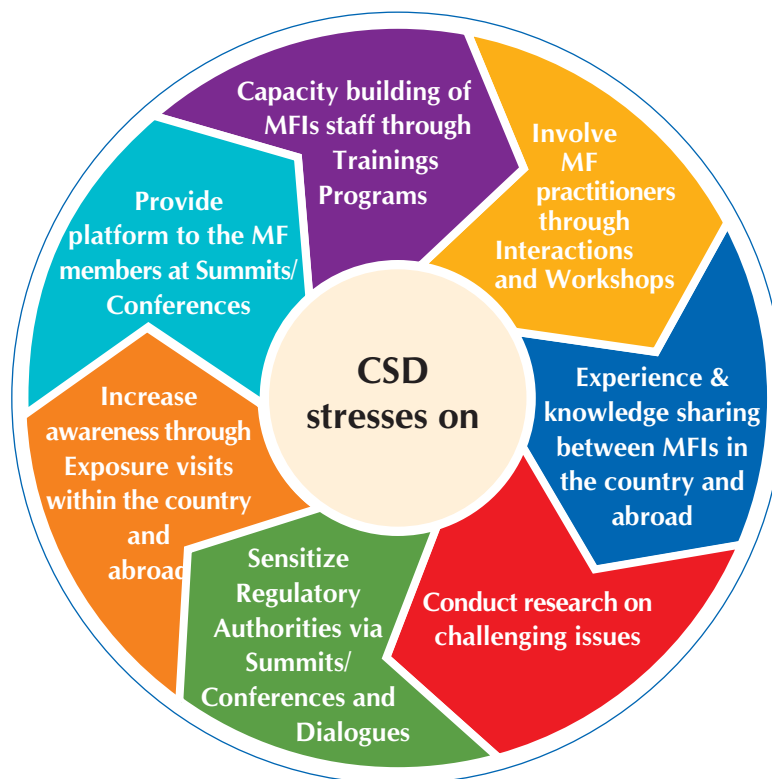 CSD
stresses on
Capacity building of
MFIs staff through
Trainings
Programs
Involve
MF
practitioners
through
Interactions
and Workshops
Experience &
knowledge sharing
between MFIs in
the country and
abroad
Conduct research on
challenging issues
Sensitize
Regulatory
Authorities via
Summits/
Conferences and
Dialogues
Increase
awareness through
Exposure visits
within the country
and
abroad
Provide
platform to the MF
members at Summits/
Conferences